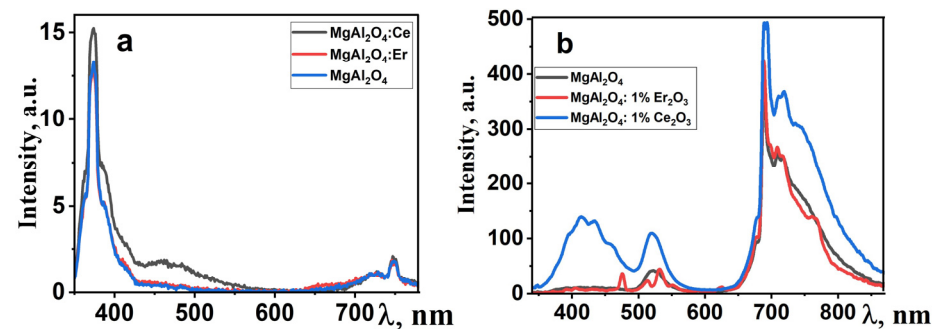 a
MgAl₂O₄:Ce
MgAl₂O₄:Er
MgAl₂O₄
Intensity, a.u.
15
10
5
0
400 500 600 700
λ, nm
b
MgAl₂O₄
MgAl₂O₄: 1% Er₂O₃
MgAl₂O₄: 1% Ce₂O₃
Intensity, a.u.
500
400
300
200
100
0
400 500 600 700 800
λ, nm